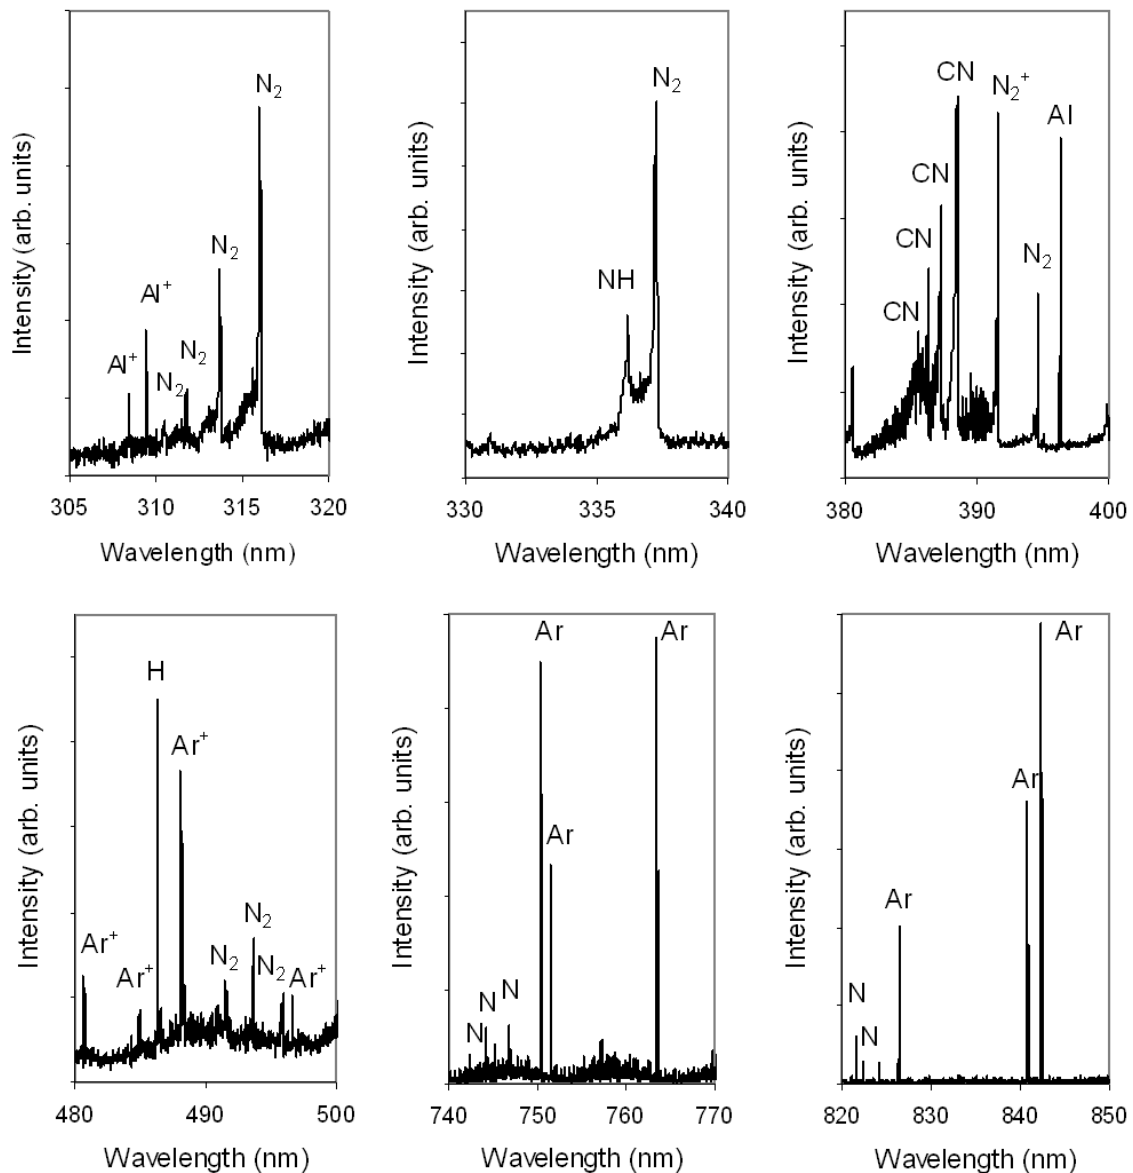 Intensity (arb. units)
N₂
N₂
Al⁺
N₂
Al⁺
N₂
305 310 315 320
Wavelength (nm)
Intensity (arb. units)
N₂
NH
330 335 340
Wavelength (nm)
Intensity (arb. units)
CN
N₂⁺
Al
CN
CN
N₂
CN
380 390 400
Wavelength (nm)
Intensity (arb. units)
H
Ar⁺
N₂
Ar⁺
N₂
N₂
Ar⁺
Ar⁺
480 490 500
Wavelength (nm)
Intensity (arb. units)
Ar
Ar
Ar
N
N
N
740 750 760 770
Wavelength (nm)
Intensity (arb. units)
Ar
Ar
Ar
N
N
820 830 840 850
Wavelength (nm)